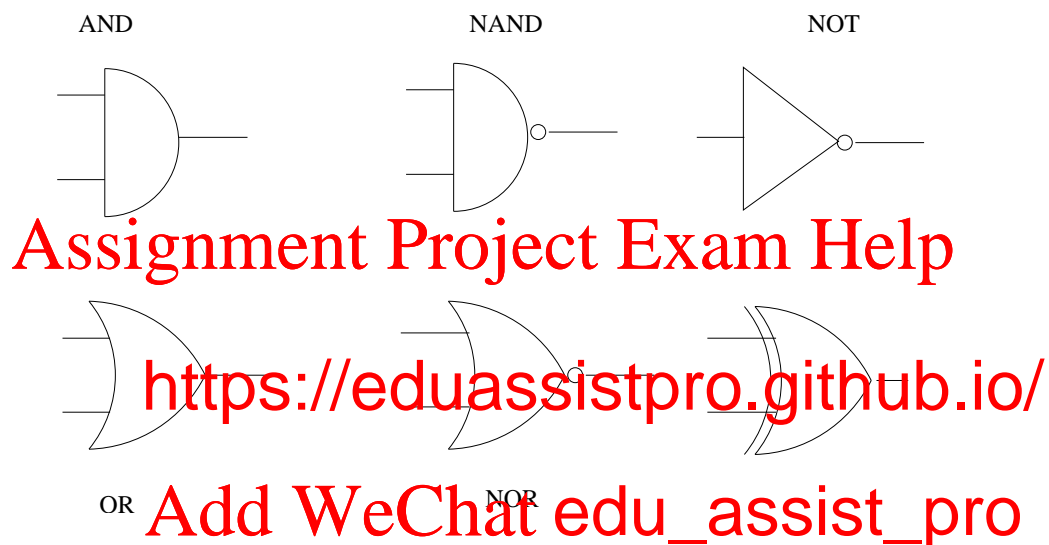 AND NAND NOT
Assignment Project Exam Help
https://eduassistpro.github.io/
OR NOR
Add WeChat edu_assist_pro